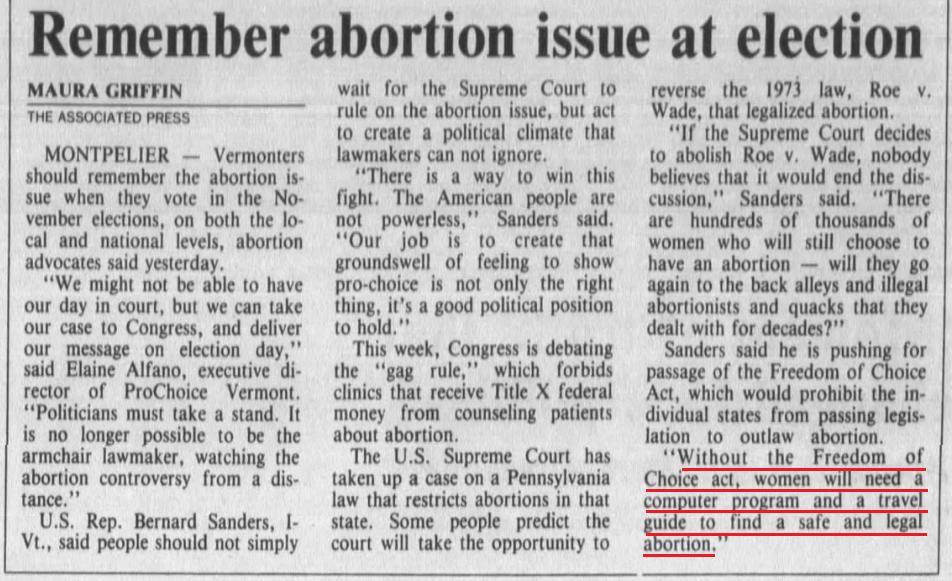 Remember abortion issue at election
MAURA GRIFFIN
THE ASSOCIATED PRESS
MONTPELIER — Vermonters
should remember the abortion is-
sue when they vote in the No-
vember elections, on both the lo-
cal and national levels, abortion
advocates said yesterday.
"We might not be able to have
our day in court, but we can take
our case to Congress, and deliver
our message on election day,"
said Elaine Alfano, executive di-
rector of ProChoice Vermont.
"Politicians must take a stand. It
is no longer possible to be the
armchair lawmaker, watching the
abortion controversy from a dis-
tance."
U.S. Rep. Bernard Sanders, I-
Vt., said people should not simply
wait for the Supreme Court to
rule on the abortion issue, but act
to create a political climate that
lawmakers can not ignore.
"There is a way to win this
fight. The American people are
not powerless," Sanders said.
"Our job is to create that
groundswell of feeling to show
pro-choice is not only the right
thing, it's a good political position
to hold."
This week, Congress is debating
the "gag rule," which forbids
clinics that receive Title X federal
money from counseling patients
about abortion.
The U.S. Supreme Court has
taken up a case on a Pennsylvania
law that restricts abortions in that
state. Some people predict the
court will take the opportunity to
reverse the 1973 law, Roe v.
Wade, that legalized abortion.
"If the Supreme Court decides
to abolish Roe v. Wade, nobody
believes that it would end the dis-
cussion," Sanders said. "There
are hundreds of thousands of
women who will still choose to
have an abortion — will they go
again to the back alleys and illegal
abortionists and quacks that they
dealt with for decades?"
Sanders said he is pushing for
passage of the Freedom of Choice
Act, which would prohibit the in-
dividual states from passing legis-
lation to outlaw abortion.
"Without the Freedom of
Choice act, women will need a
computer program and a travel
guide to find a safe and legal
abortion."